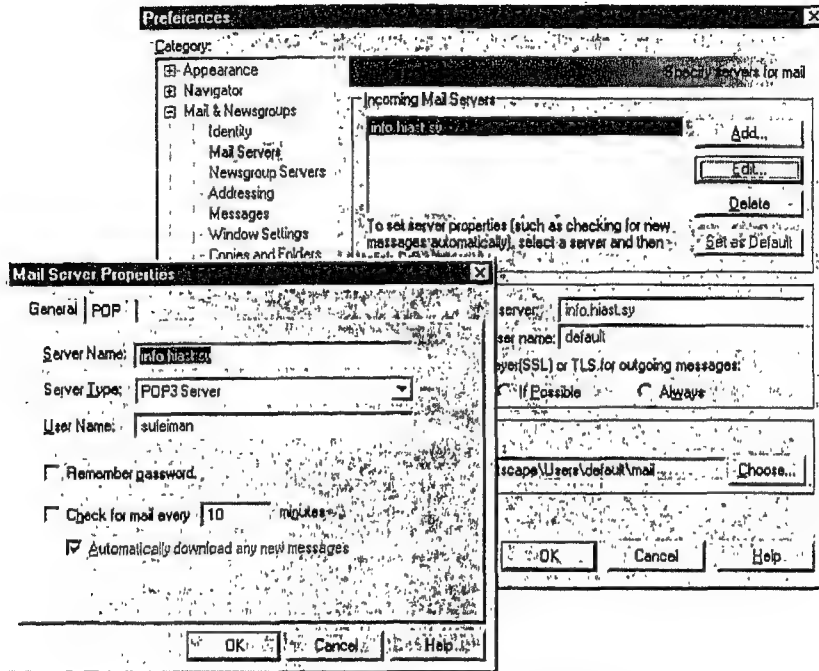 Preferences
Category:
Appearance
Navigator
Mail & Newsgroups
Identity
Mail Servers
Newsgroup Servers
Addressing
Messages
Window Settings
Copies and Folders
Specify servers for mail
Incoming Mail Servers
info.hiast.sy
Add...
Edit...
Delete
Set as Default
To set server properties (such as checking for new
messages automatically), select a server and then
server: info.hiast.sy
ser name: default
ayer(SSL) or TLS for outgoing messages:
If Possible
Always
tscape\Users\default\mail
Choose...
OK
Cancel
Help
Mail Server Properties
General
POP
Server Name: info.hiast.sy
Server Type: POP3 Server
User Name: suleiman
Remember password.
Check for mail every 10 minutes
Automatically download any new messages
OK
Cancel
Help